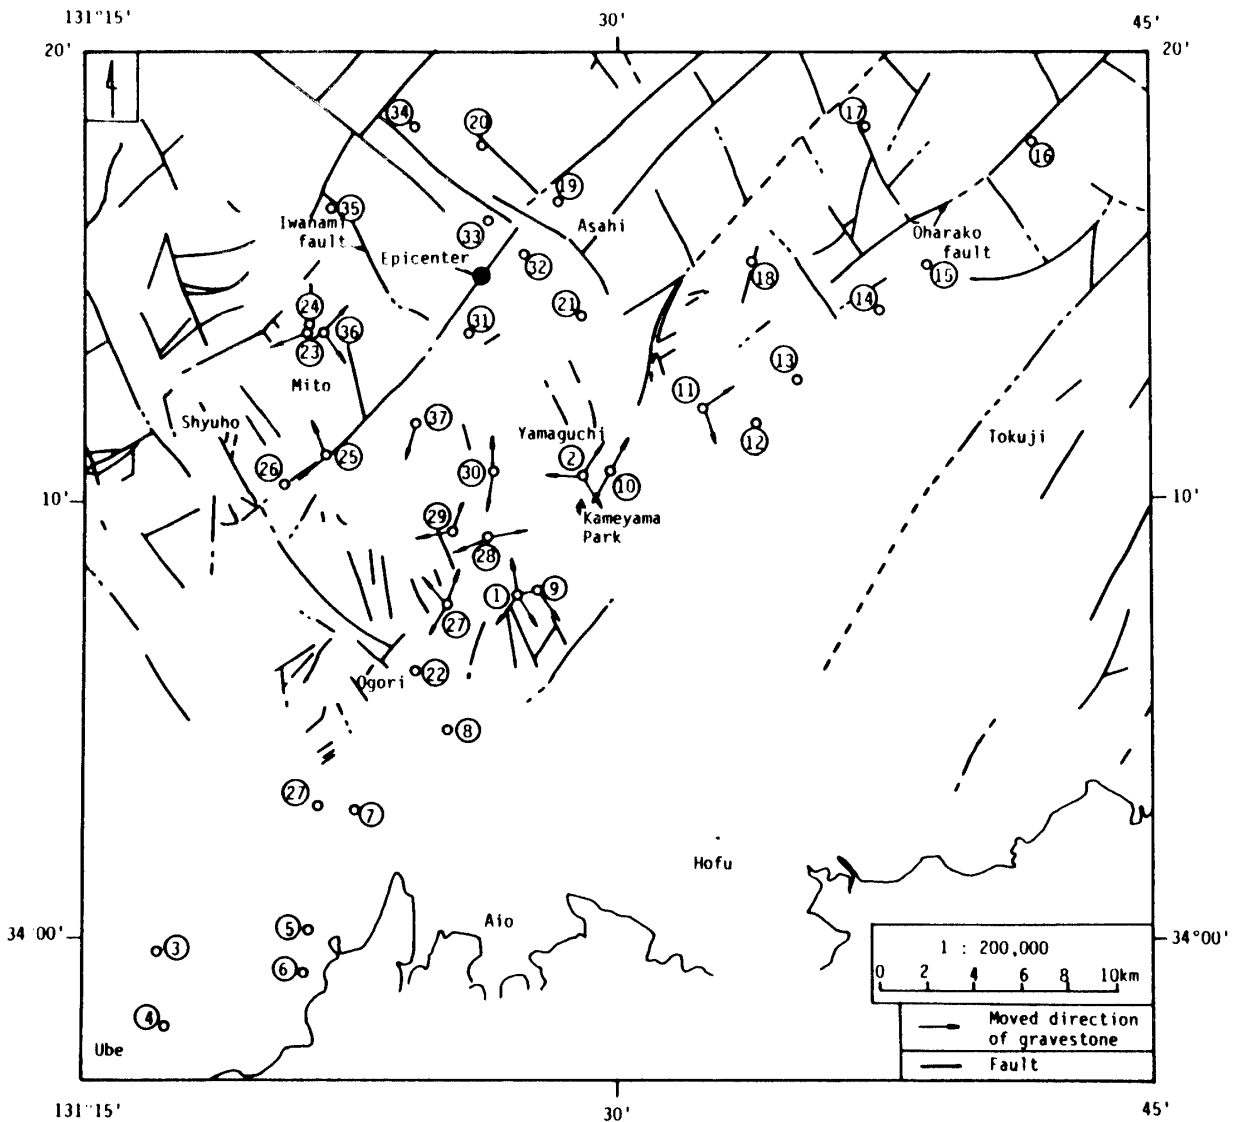 131°15'
30'
45'
20'
20'
34
20
17
16
19
35
Iwanami
fault
33
Asahi
Oharako
fault
Epicenter
32
18
15
24
21
14
31
36
23
13
Mito
11
Shyuho
37
Yamaguchi
12
Tokuji
25
2
26
30
10
10'
10'
29
Kameyama
Park
28
1
9
27
Ogori
22
8
27
7
Hofu
5
Aio
34°00'
3
34°00'
1 : 200,000
6
0 2 4 6 8 10km
4
Moved direction
of gravestone
Ube
Fault
131°15'
30'
45'